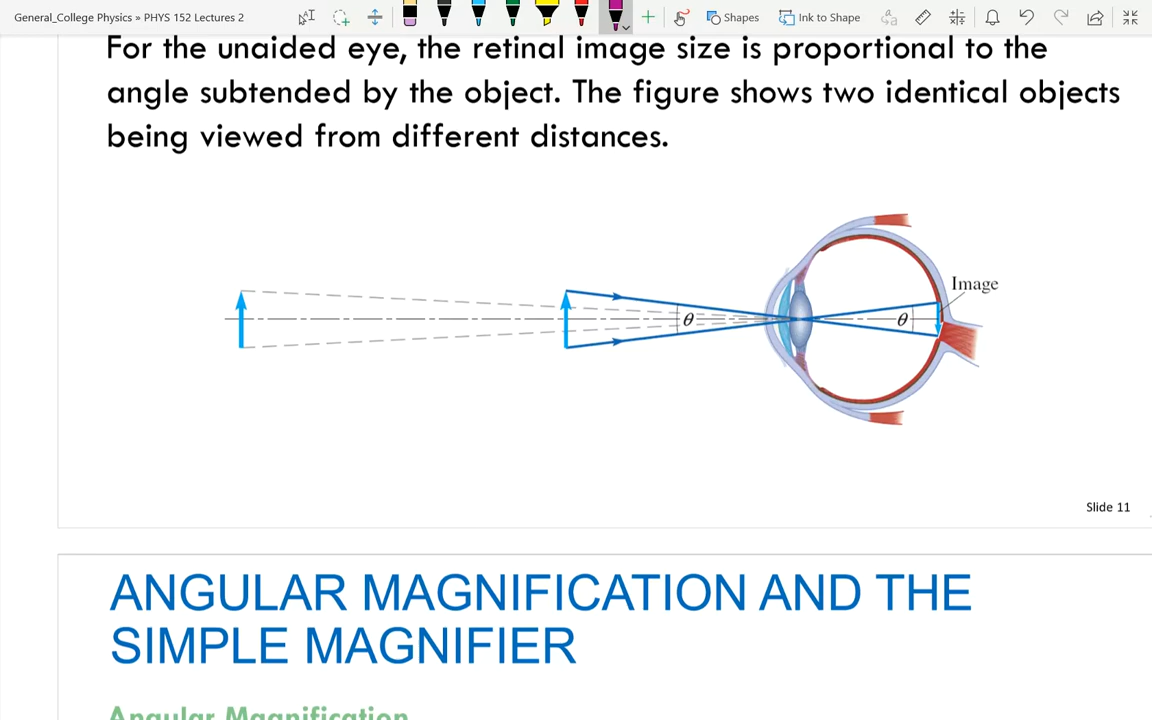 General_College Physics » PHYS 152 Lectures 2
Shapes
Ink to Shape
For the unaided eye, the retinal image size is proportional to the
angle subtended by the object. The figure shows two identical objects
being viewed from different distances.
Image
θ
θ
Slide 11
ANGULAR MAGNIFICATION AND THE
SIMPLE MAGNIFIER
Angular Magnification